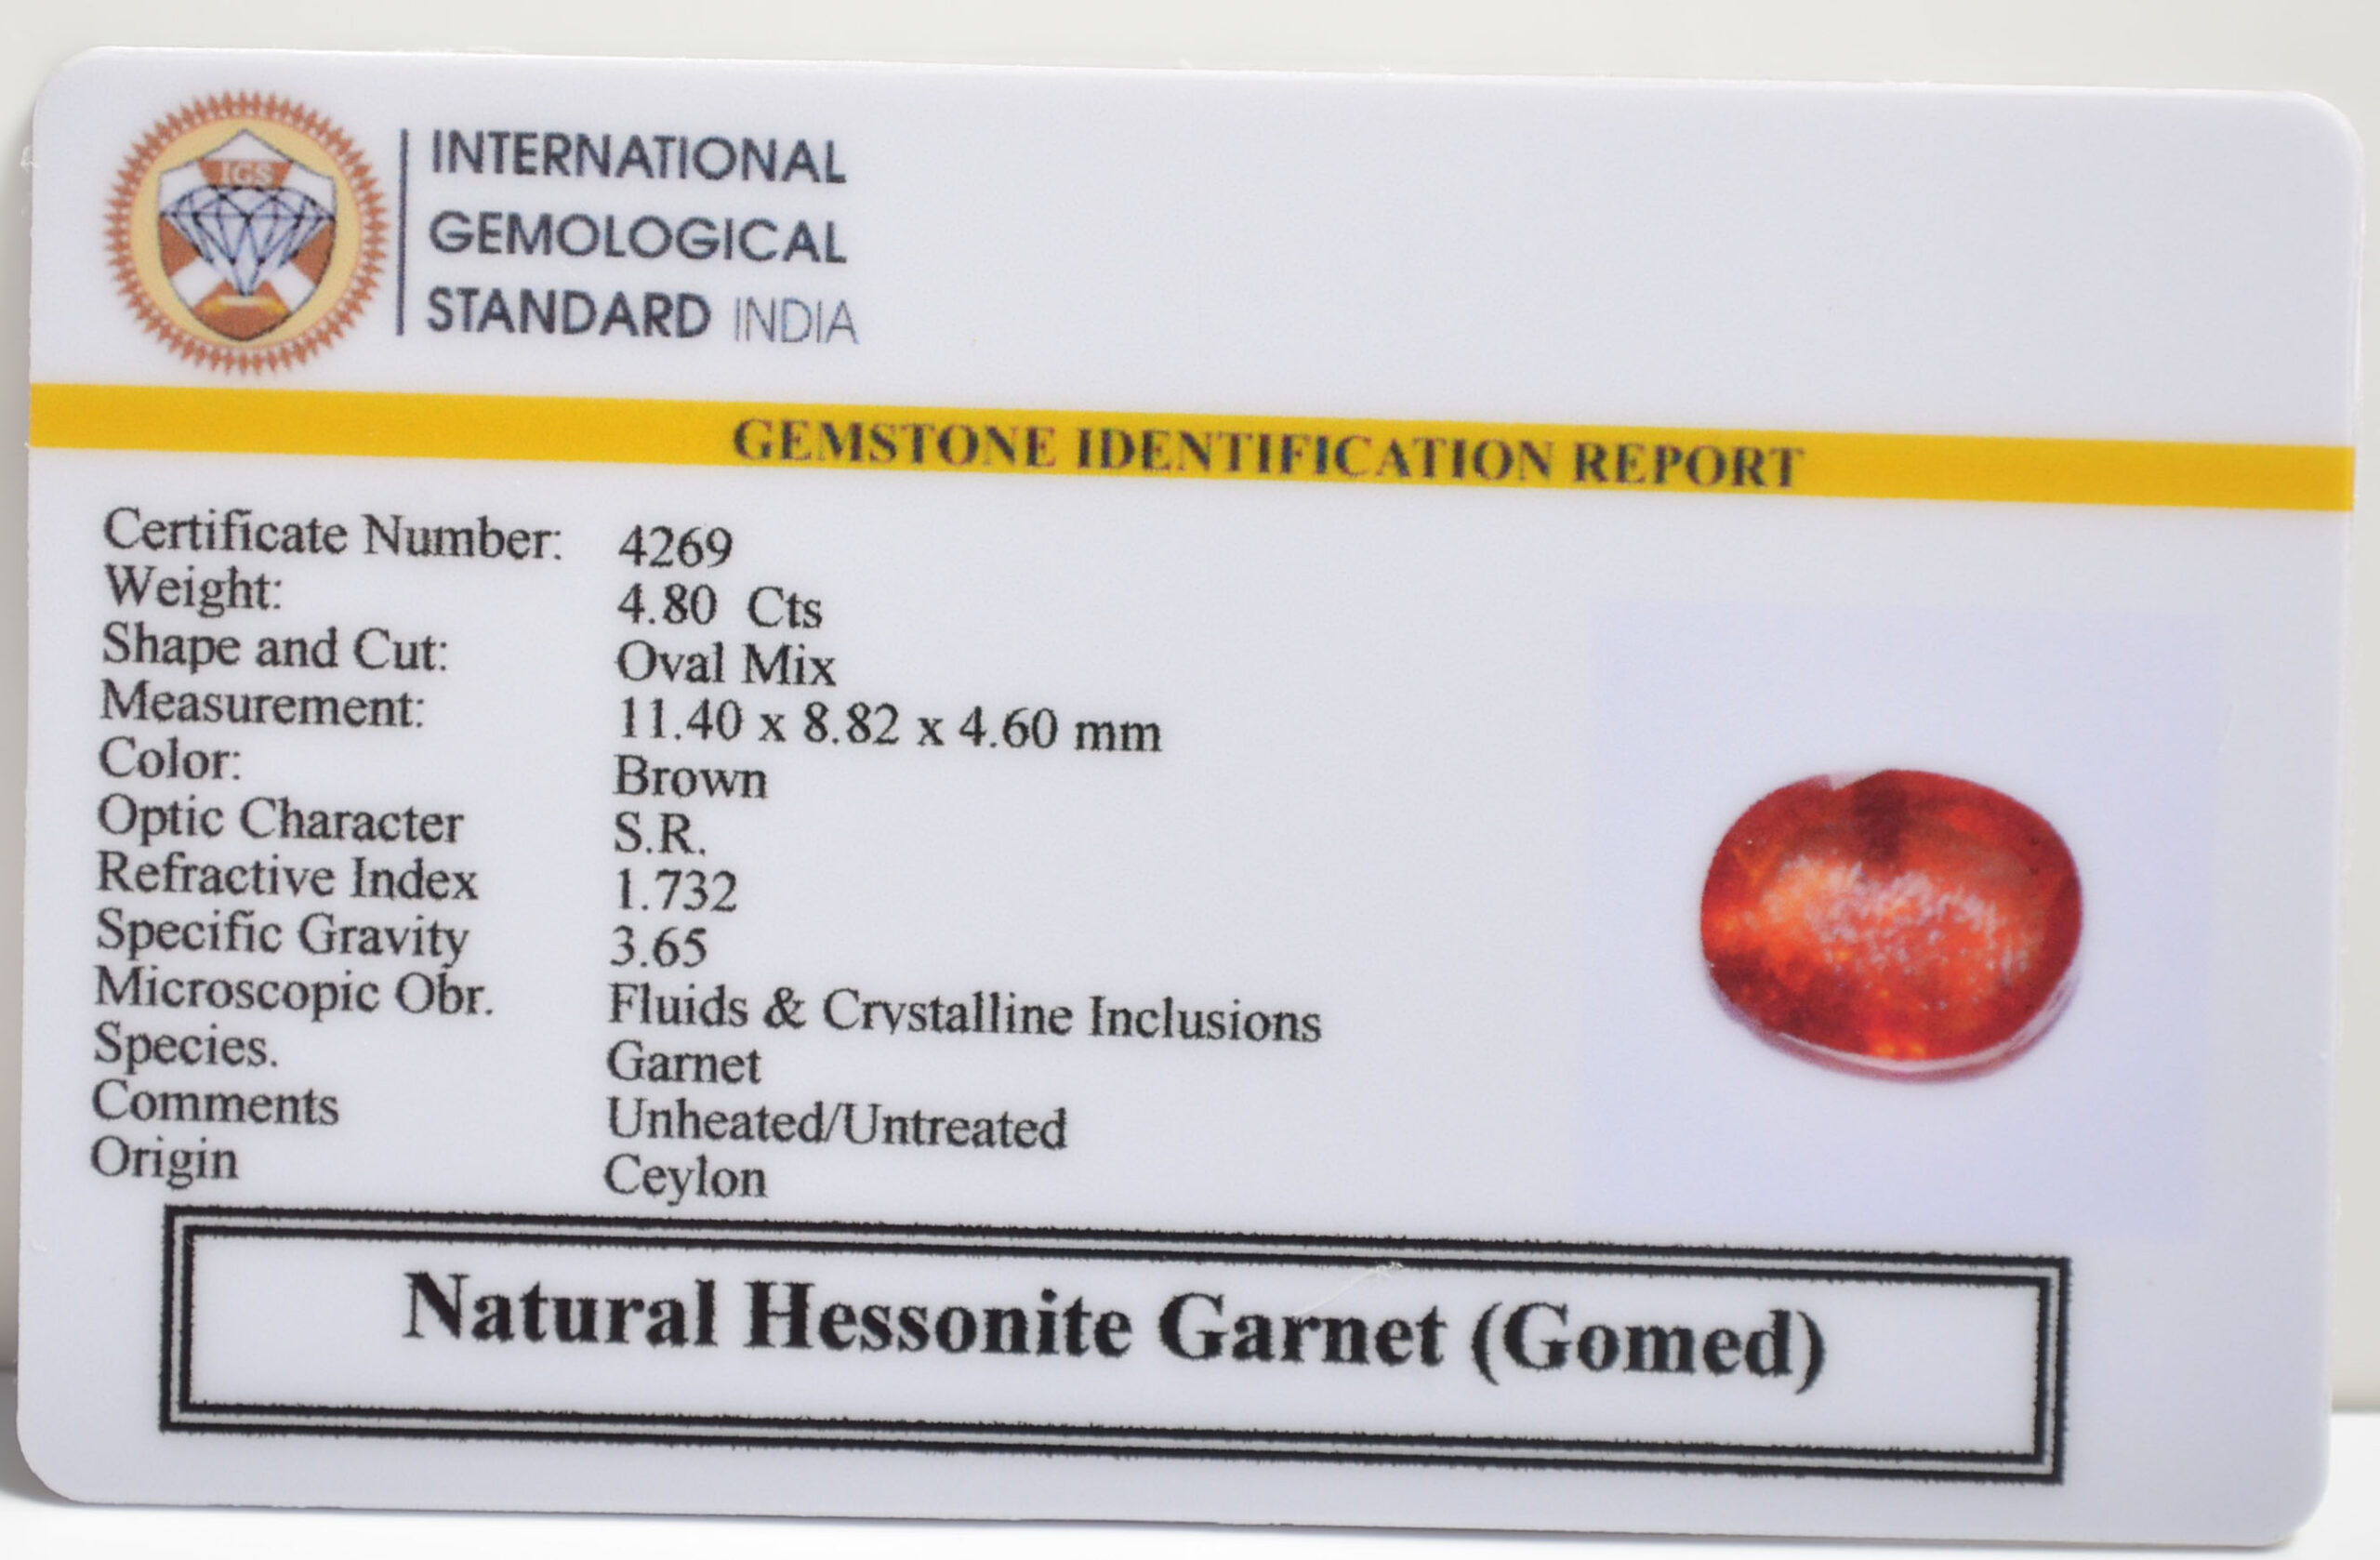 IGS
INTERNATIONAL
GEMOLOGICAL
STANDARD INDIA
GEMSTONE IDENTIFICATION REPORT
Certificate Number: 4269
Weight: 4.80 Cts
Shape and Cut: Oval Mix
Measurement: 11.40 x 8.82 x 4.60 mm
Color: Brown
Optic Character S.R.
Refractive Index 1.732
Specific Gravity 3.65
Microscopic Obr. Fluids & Crystalline Inclusions
Species. Garnet
Comments Unheated/Untreated
Origin Ceylon
Natural Hessonite Garnet (Gomed)